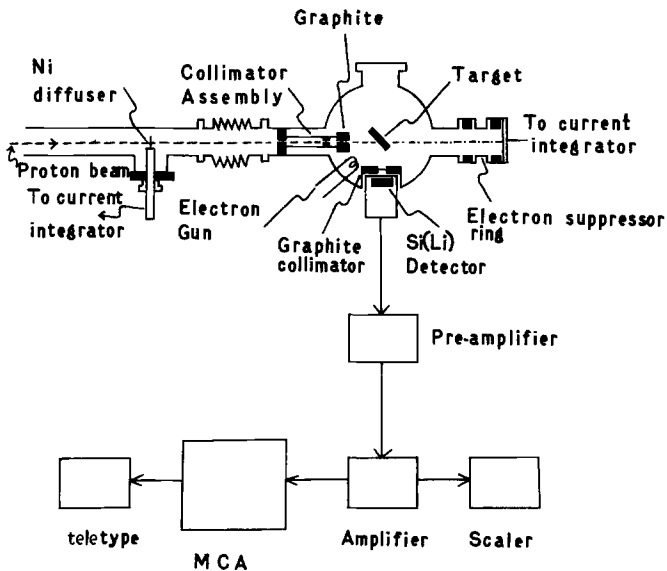 Graphite
Ni
diffuser
Collimator
Assembly
Target
To current
integrator
Proton beam
To current
integrator
Electron
Gun
Graphite
collimator
Si(Li)
Detector
Electron suppressor
ring
Pre-amplifier
teletype
MCA
Amplifier
Scaler